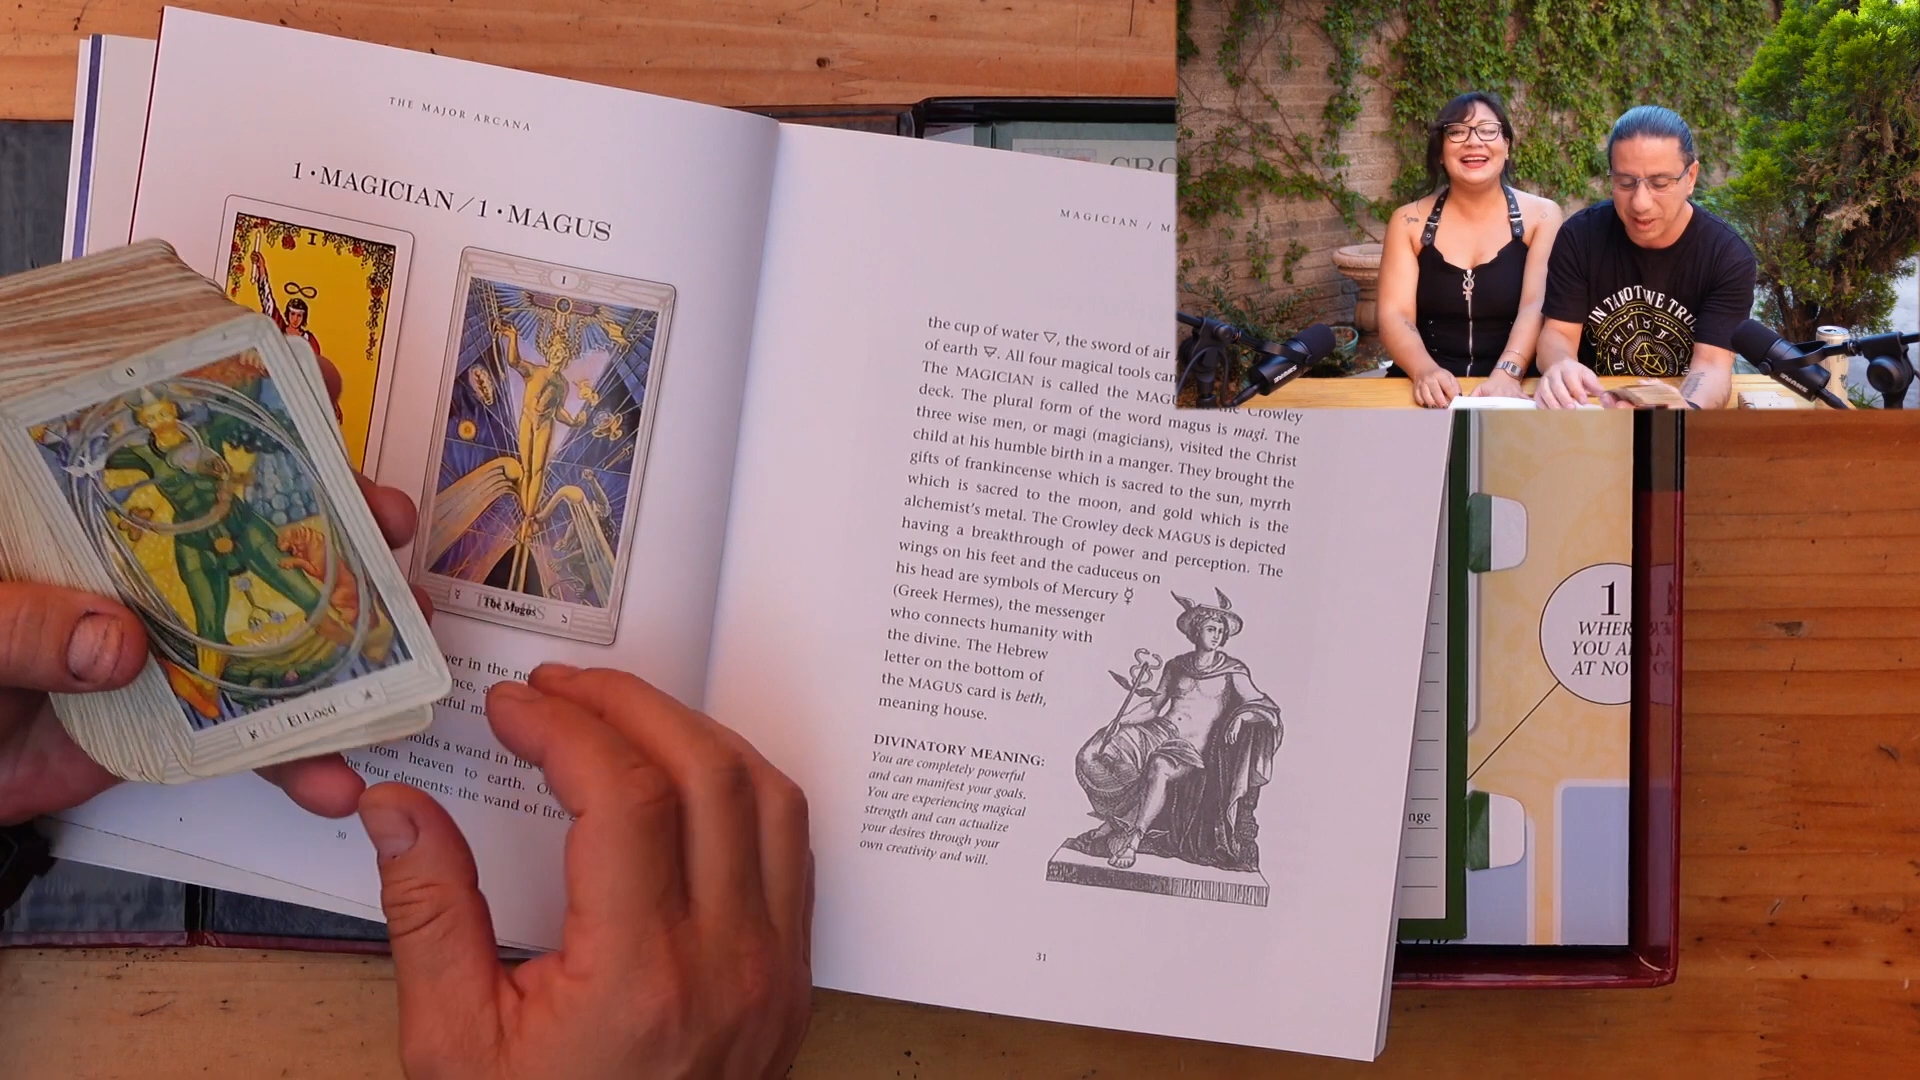 THE MAJOR ARCANA
1 • MAGICIAN / 1 • MAGUS
I
I
The Magus
30
MAGICIAN /
the cup of water 🜄, the sword of air
of earth 🜃. All four magical tools can
The MAGICIAN is called the Crowley
deck. The plural form of the word magus is magi. The
three wise men, or magi (magicians), visited the Christ
child at his humble birth in a manger. They brought the
gifts of frankincense which is sacred to the sun, myrrh
which is sacred to the moon, and gold which is the
alchemist's metal. The Crowley deck MAGUS is depicted
having a breakthrough of power and perception. The
wings on his feet and the caduceus on
his head are symbols of Mercury ☿
(Greek Hermes), the messenger
who connects humanity with
the divine. The Hebrew
letter on the bottom of
the MAGUS card is beth,
meaning house.
DIVINATORY MEANING:
You are completely powerful
and can manifest your goals.
You are experiencing magical
strength and can actualize
your desires through your
own creativity and will.
31
0
El Loco
in the
a wand in his
from heaven to earth.
four elements: the wand of fire
1
YOU
AT
IN TAROT WE TRUST